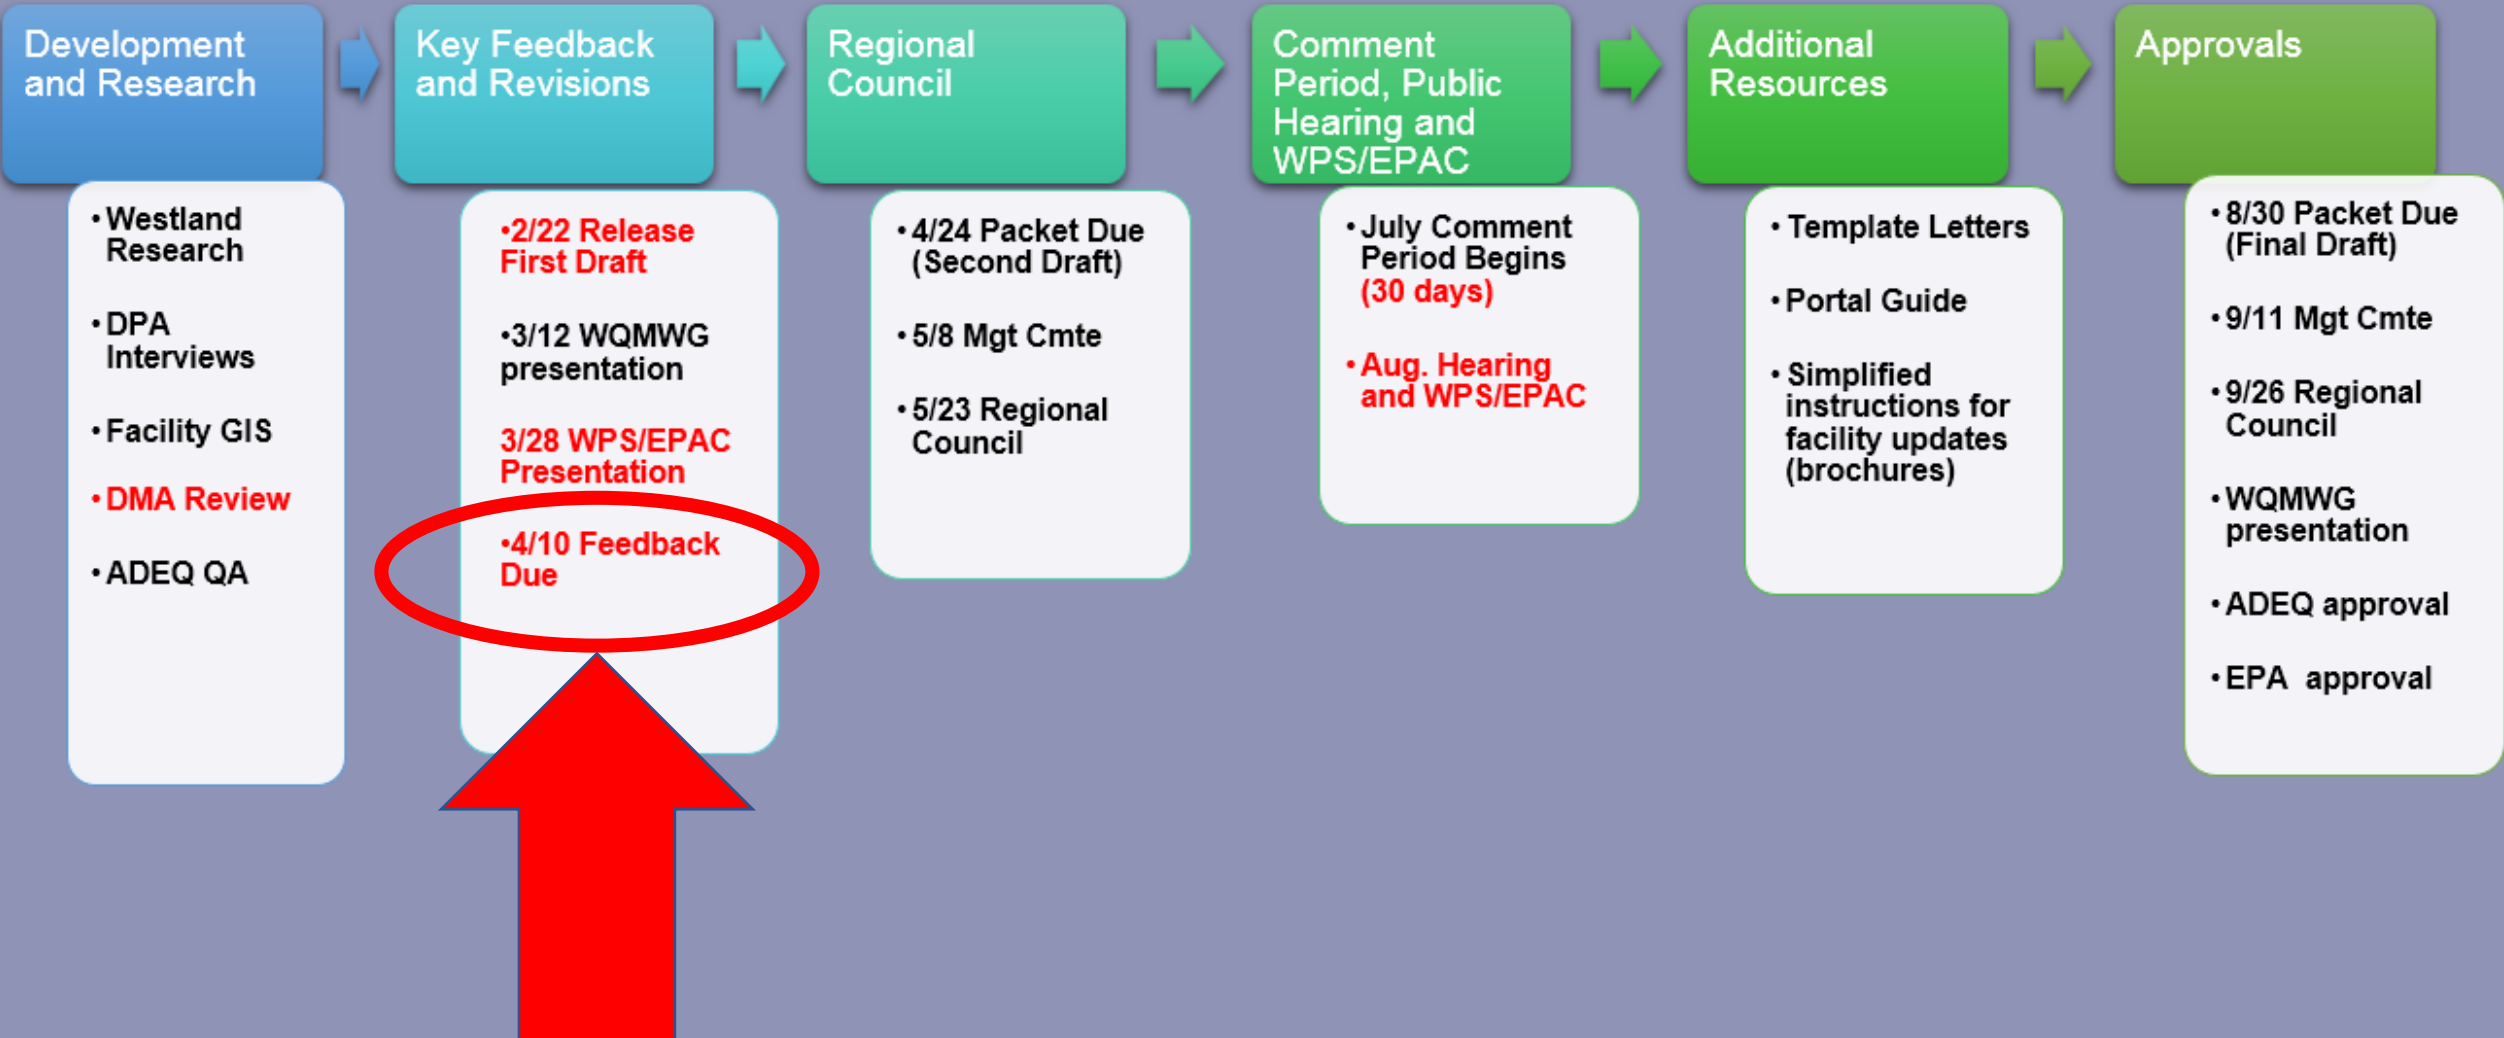 Development
and Research
• Westland
Research
• DPA
Interviews
• Facility GIS
• DMA Review
• ADEQ QA
Key Feedback
and Revisions
•2/22 Release
First Draft
•3/12 WQMWG
presentation
3/28 WPS/EPAC
Presentation
•4/10 Feedback
Due
Regional
Council
• 4/24 Packet Due
(Second Draft)
• 5/8 Mgt Cmte
• 5/23 Regional
Council
Comment
Period, Public
Hearing and
WPS/EPAC
• July Comment
Period Begins
(30 days)
• Aug. Hearing
and WPS/EPAC
Additional
Resources
• Template Letters
• Portal Guide
• Simplified
instructions for
facility updates
(brochures)
Approvals
• 8/30 Packet Due
(Final Draft)
• 9/11 Mgt Cmte
• 9/26 Regional
Council
• WQMWG
presentation
• ADEQ approval
• EPA  approval